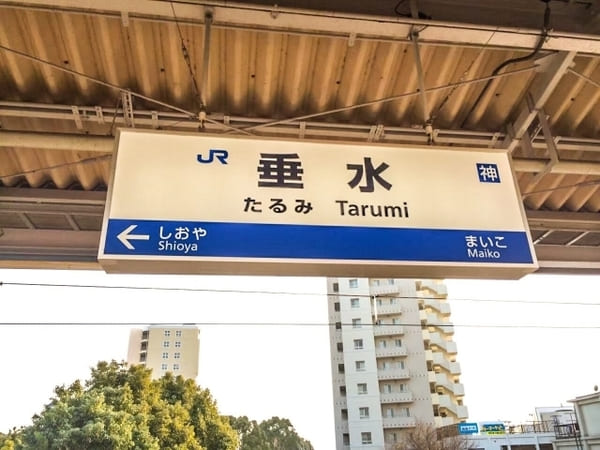 JR 垂水 神
たるみ Tarumi
← しおや まいこ
Shioya Maiko